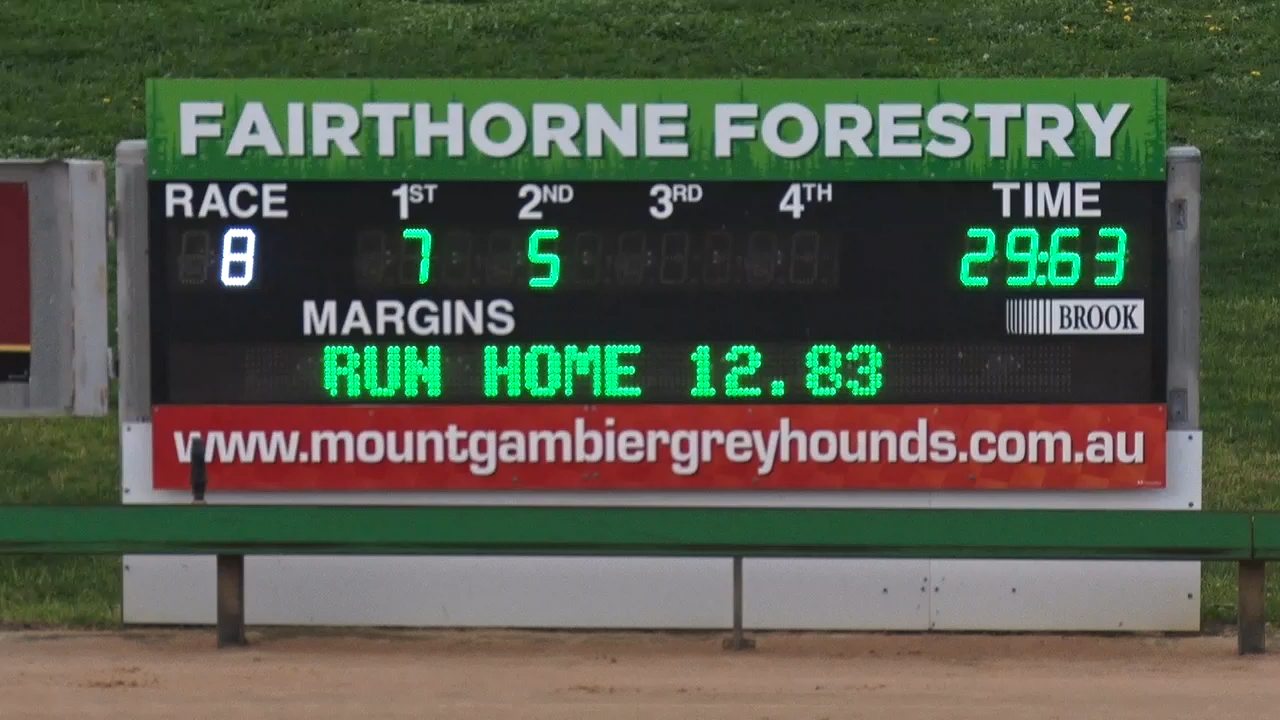 FAIRTHORNE FORESTRY
RACE 1ST 2ND 3RD 4TH TIME
8 7 5 29:63
MARGINS
BROOK
RUN HOME 12.83
www.mountgambiergreyhounds.com.au